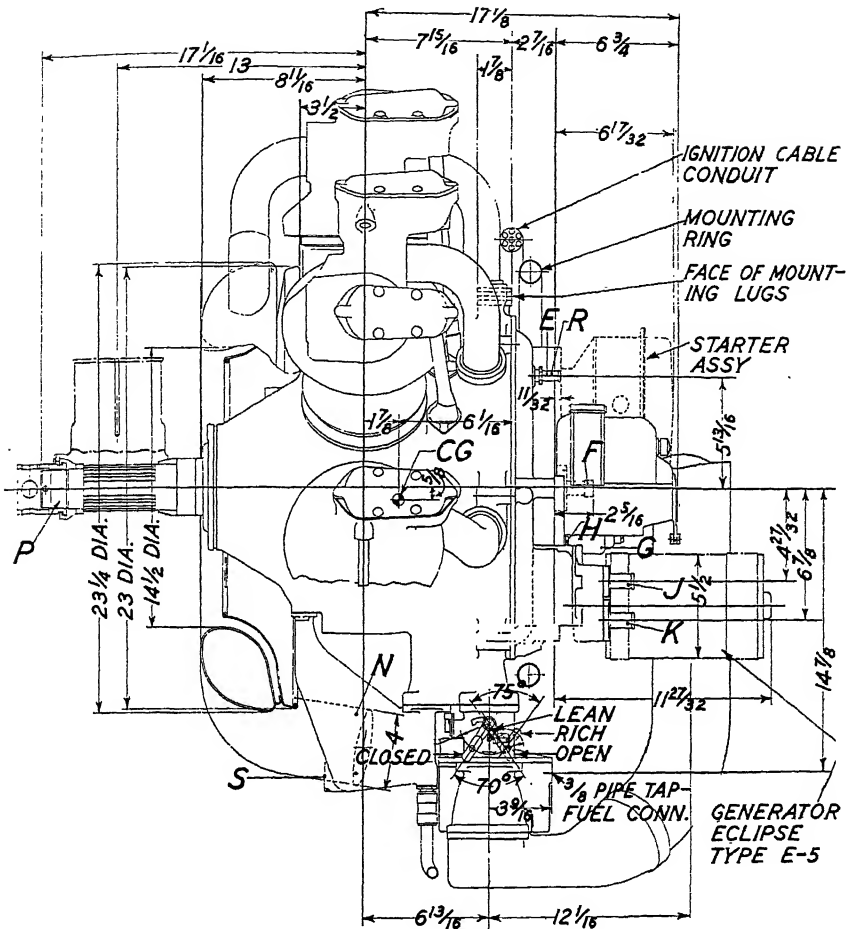 17 1/8
17 1/16
7 15/16
2 7/16
6 3/4
13
8 11/16
1 7/8
3 1/2
6 17/32
IGNITION CABLE
CONDUIT
MOUNTING
RING
FACE OF MOUNT-
ING LUGS
E R
STARTER
ASSY
11/32
1 7/8
6 1/16
5 13/16
CG
5/8
F
P
H
2 5/16
G
4 27/32
6 7/8
23 1/4 DIA.
23 DIA.
14 1/2 DIA.
J
5 1/2
K
14 7/8
N
75°
11 27/32
LEAN
RICH
CLOSED
OPEN
4
S
70°
3/8 PIPE TAP-
FUEL CONN.
3 9/16
GENERATOR
ECLIPSE
TYPE E-5
6 13/16
12 1/16